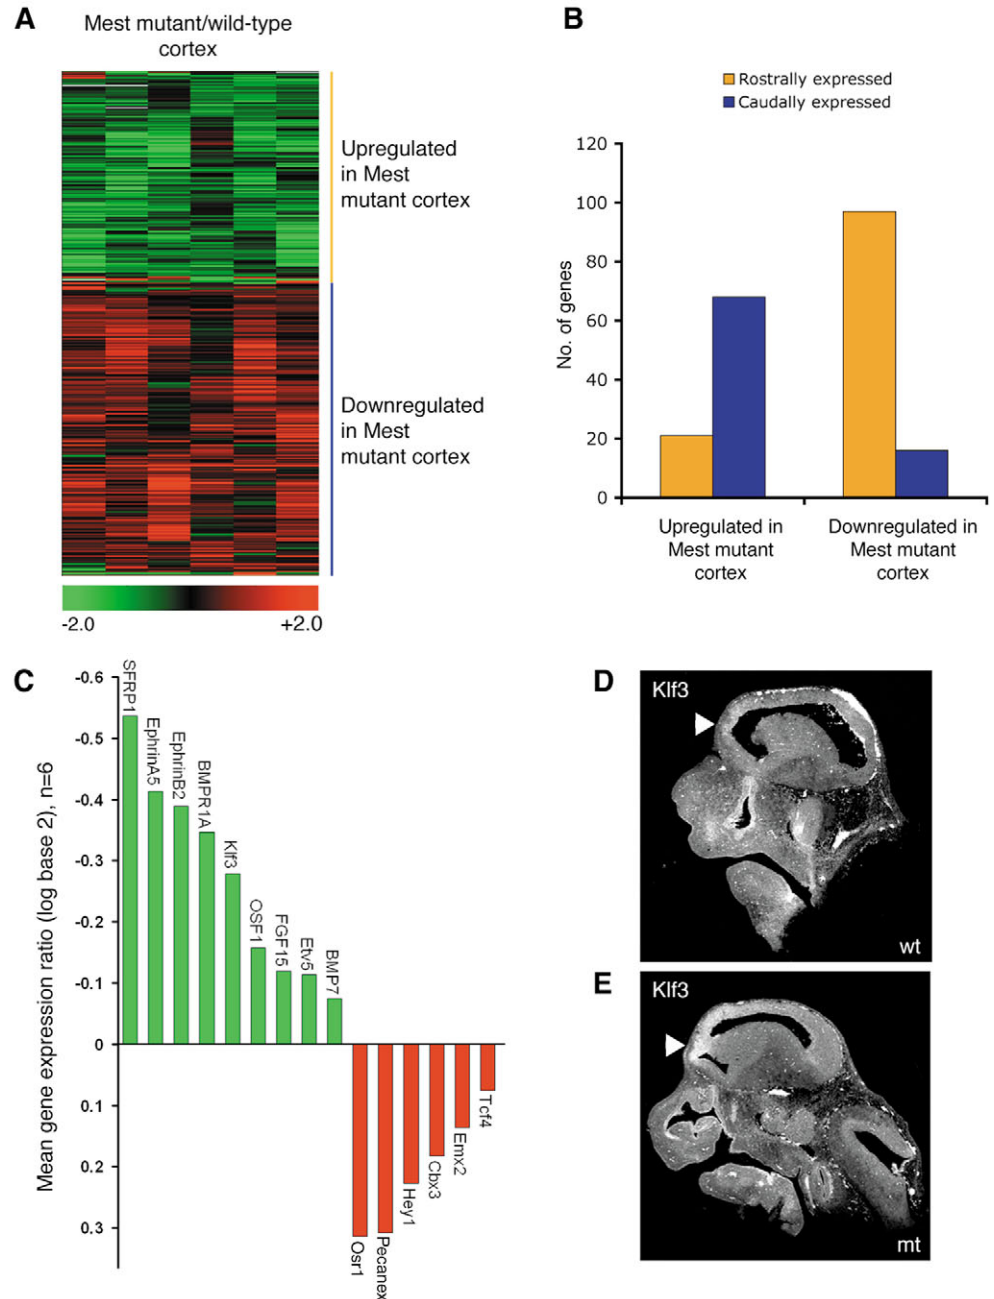 A
Mest mutant/wild-type
cortex
Upregulated
in Mest
mutant cortex
Downregulated
in Mest
mutant cortex
-2.0
+2.0
B
Rostrally expressed
Caudally expressed
No. of genes
120
100
80
60
40
20
0
Upregulated in
Mest mutant
cortex
Downregulated in
Mest mutant
cortex
C
Mean gene expression ratio (log base 2), n=6
-0.6
-0.5
-0.4
-0.3
-0.2
-0.1
0
0.1
0.2
0.3
SFRP1
EphrinA5
EphrinB2
BMPR1A
Klf3
OSF1
FGF15
Etv5
BMP7
Osr1
Pecanex
Hey1
Cbx3
Emx2
Tcf4
D
Klf3
wt
E
Klf3
mt